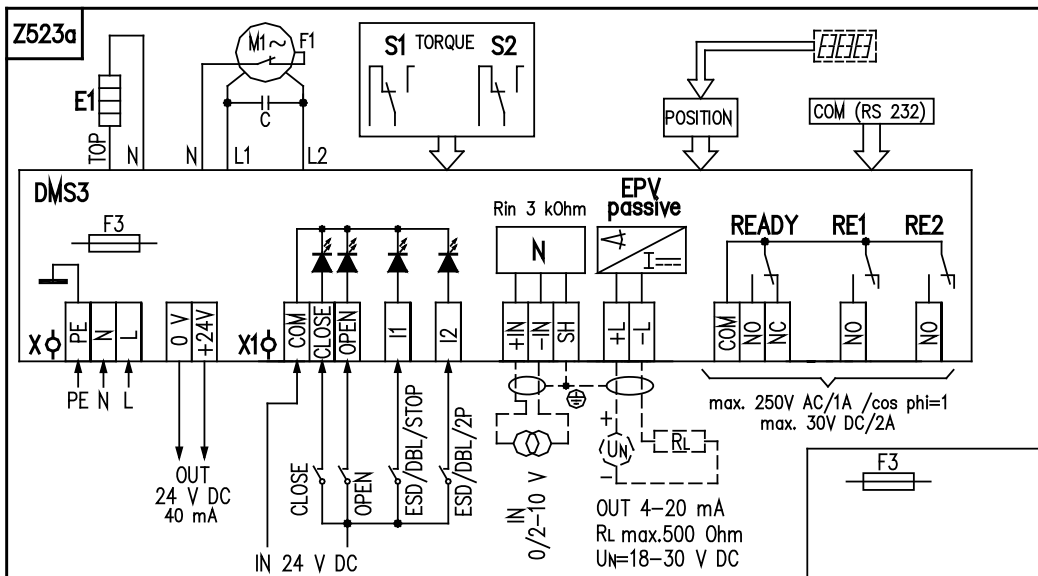 Z523a
E1
TOP
N
M1~
F1
C
N
L1
L2
S1 TORQUE S2
POSITION
COM (RS 232)
DMS3
F3
Rin 3 kOhm
N
EPV
passive
I
READY
RE1
RE2
X
PE
N
L
0 V
+24V
X1
COM
CLOSE
OPEN
I1
I2
+IN
-IN
SH
+L
-L
COM
NO
NC
NO
NO
PE N L
OUT
24 V DC
40 mA
CLOSE
OPEN
ESD/DBL/STOP
ESD/DBL/2P
IN 24 V DC
IN
0/2-10 V
+
UN
-
RL
OUT 4-20 mA
RL max.500 Ohm
UN=18-30 V DC
max. 250V AC/1A /cos phi=1
max. 30V DC/2A
F3